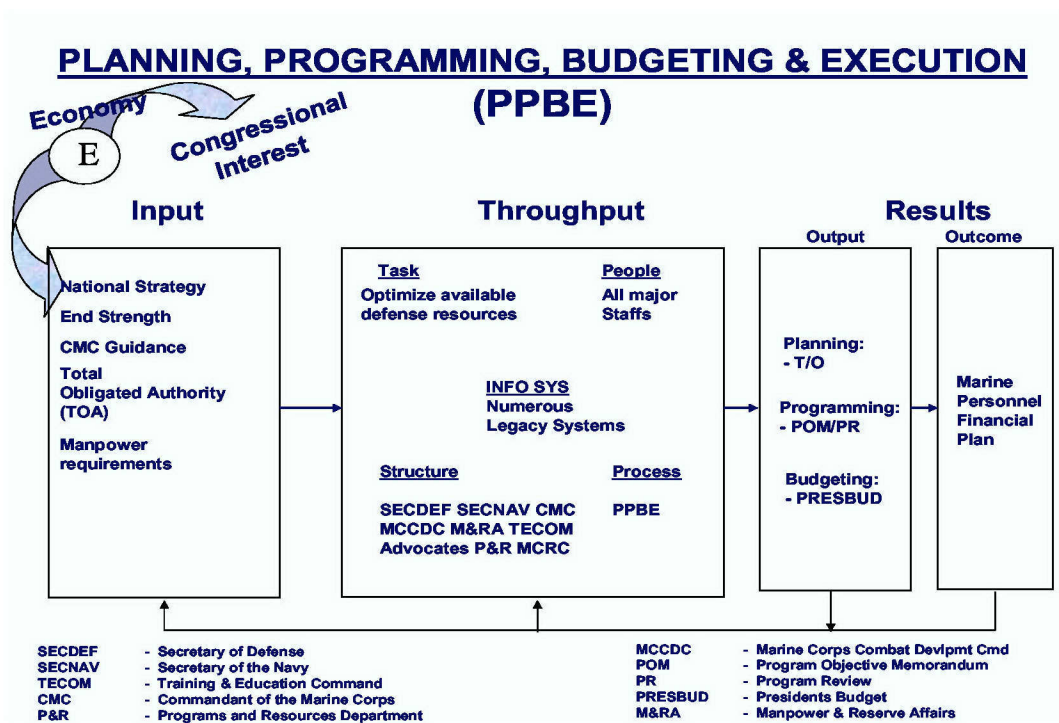 PLANNING, PROGRAMMING, BUDGETING & EXECUTION
(PPBE)
Economy
E
Congressional
Interest
Input
Throughput
Results
Output
Outcome
National Strategy
End Strength
CMC Guidance
Total
Obligated Authority
(TOA)
Manpower
requirements
Task
Optimize available
defense resources
People
All major
Staffs
INFO SYS
Numerous
Legacy Systems
Structure
SECDEF SECNAV CMC
MCCDC M&RA TECOM
Advocates P&R MCRC
Process
PPBE
Planning:
- T/O
Programming:
- POM/PR
Budgeting:
- PRESBUD
Marine
Personnel
Financial
Plan
SECDEF - Secretary of Defense
SECNAV - Secretary of the Navy
TECOM - Training & Education Command
CMC - Commandant of the Marine Corps
P&R - Programs and Resources Department
MCCDC - Marine Corps Combat Devlpmt Cmd
POM - Program Objective Memorandum
PR - Program Review
PRESBUD - Presidents Budget
M&RA - Manpower & Reserve Affairs